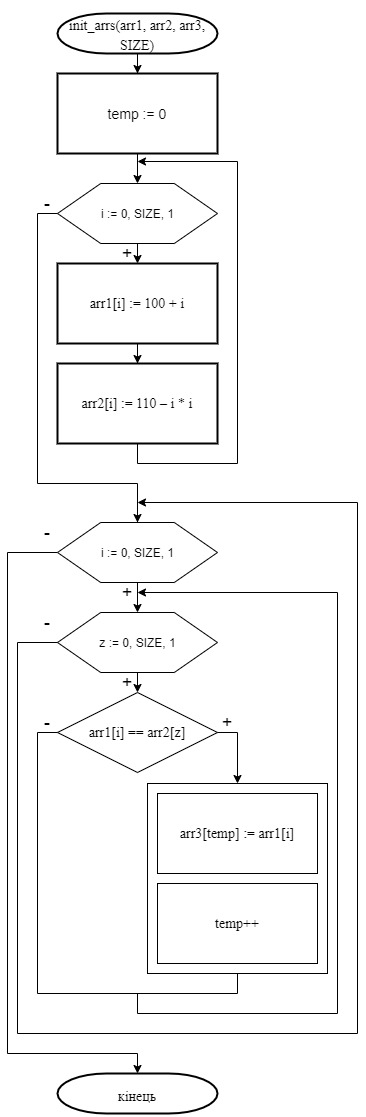 init_arrs(arr1, arr2, arr3,
SIZE)
temp := 0
-
i := 0, SIZE, 1
+
arr1[i] := 100 + i
arr2[i] := 110 – i * i
-
i := 0, SIZE, 1
+
-
z := 0, SIZE, 1
+
-
arr1[i] == arr2[z]
+
arr3[temp] := arr1[i]
temp++
кінець